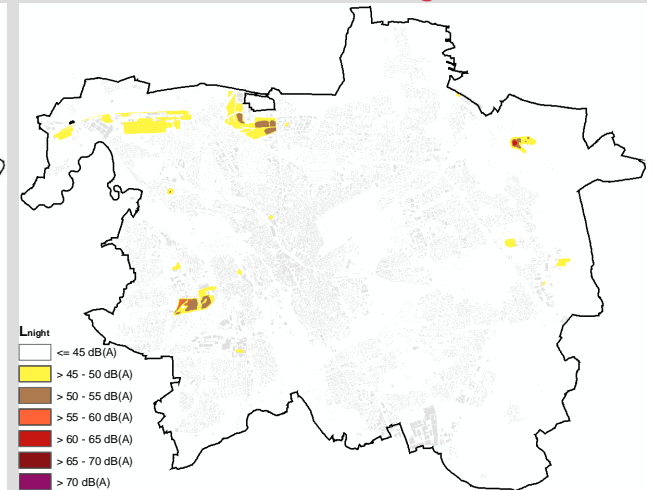 Lnight
<= 45 dB(A)
> 45 - 50 dB(A)
> 50 - 55 dB(A)
> 55 - 60 dB(A)
> 60 - 65 dB(A)
> 65 - 70 dB(A)
> 70 dB(A)